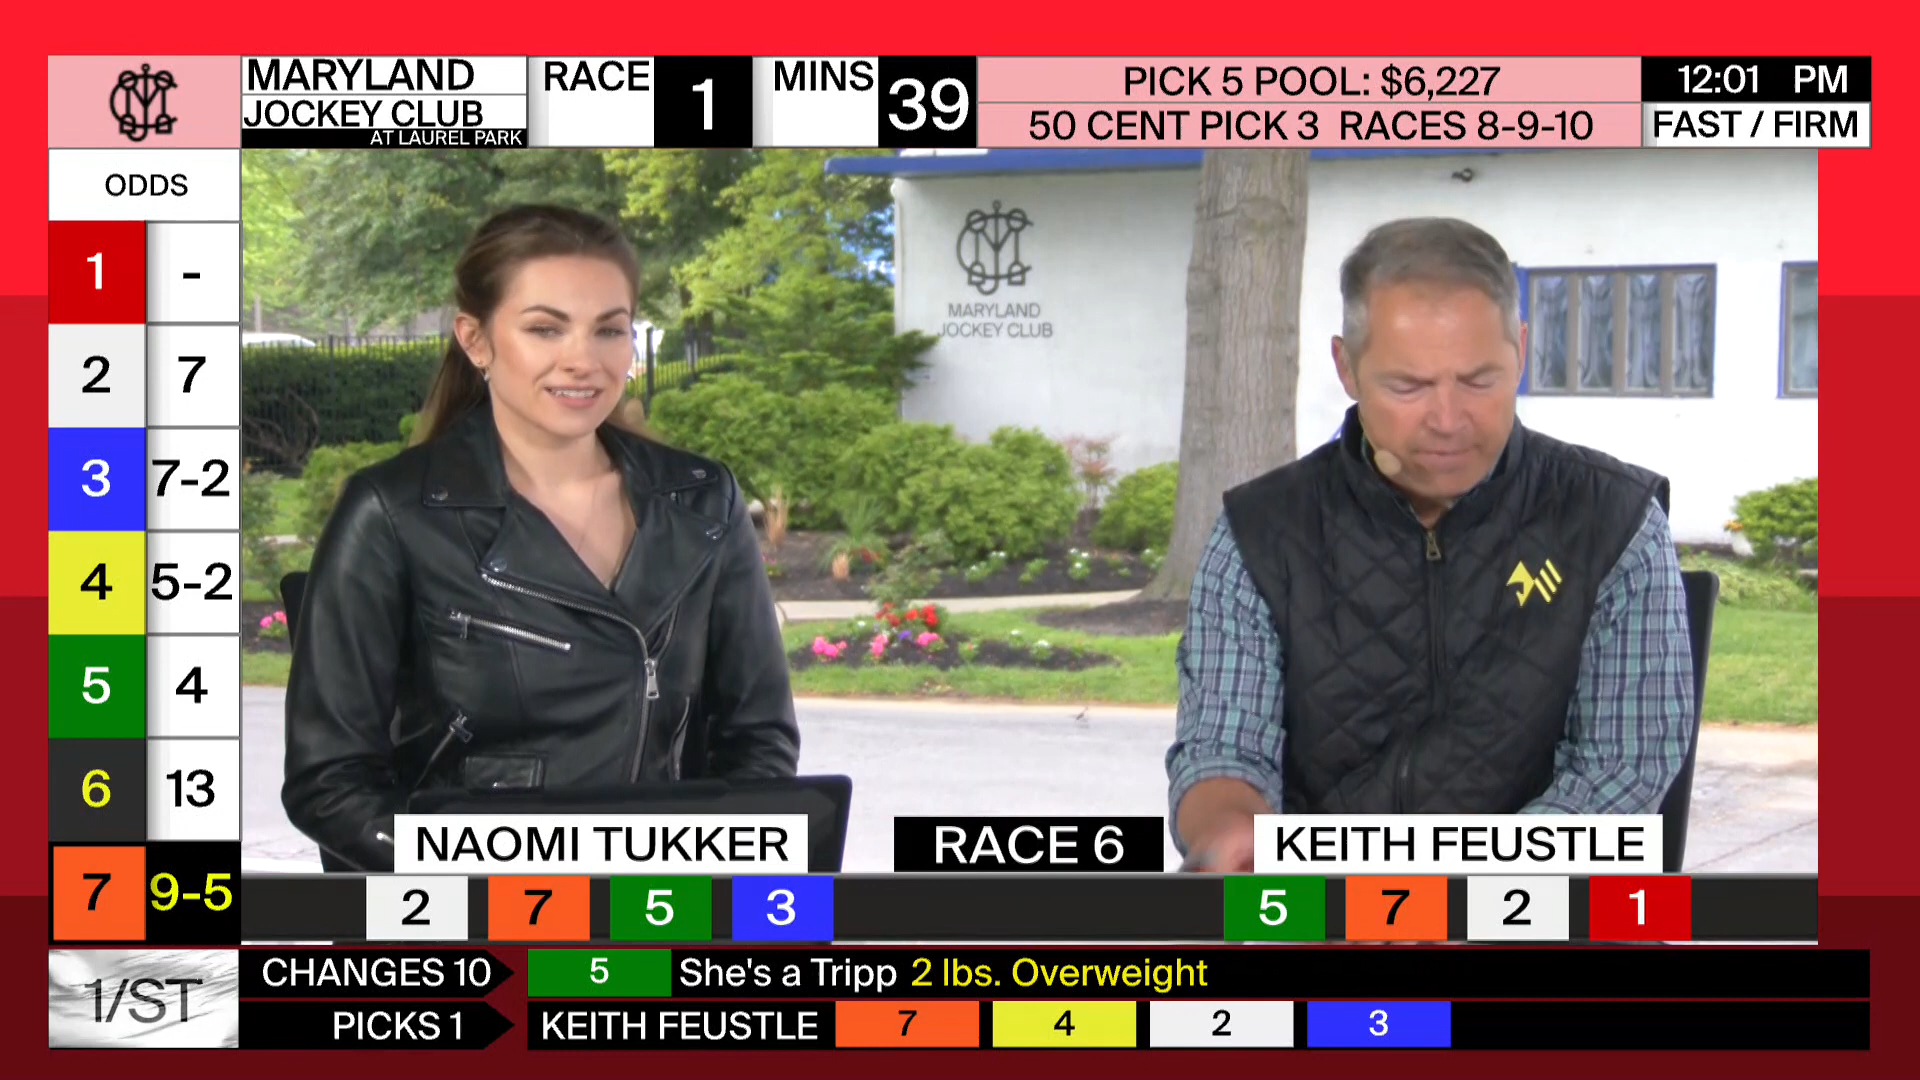 MARYLAND
JOCKEY CLUB
AT LAUREL PARK
RACE 1
MINS 39
PICK 5 POOL: $6,227
50 CENT PICK 3 RACES 8-9-10
12:01 PM
FAST / FIRM
ODDS
1 -
2 7
3 7-2
4 5-2
5 4
6 13
7 9-5
MARYLAND
JOCKEY CLUB
NAOMI TUKKER
RACE 6
KEITH FEUSTLE
2 7 5 3
5 7 2 1
1/ST
CHANGES 10 5 She's a Tripp 2 lbs. Overweight
PICKS 1 KEITH FEUSTLE 7 4 2 3